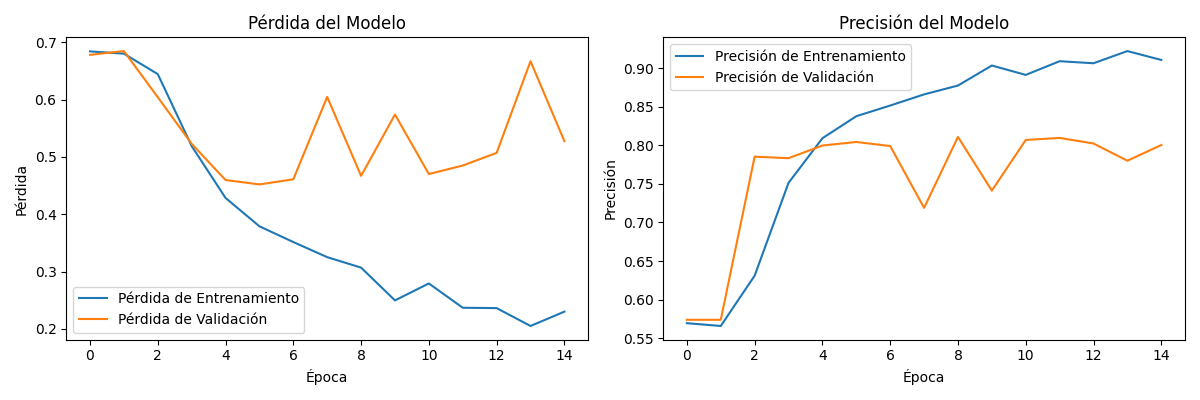 Pérdida del Modelo
0.7
0.6
0.5
0.4
0.3
0.2
Pérdida
Pérdida de Entrenamiento
Pérdida de Validación
0 2 4 6 8 10 12 14
Época
Precisión del Modelo
Precisión de Entrenamiento
Precisión de Validación
0.90
0.85
0.80
0.75
0.70
0.65
0.60
0.55
Precisión
0 2 4 6 8 10 12 14
Época